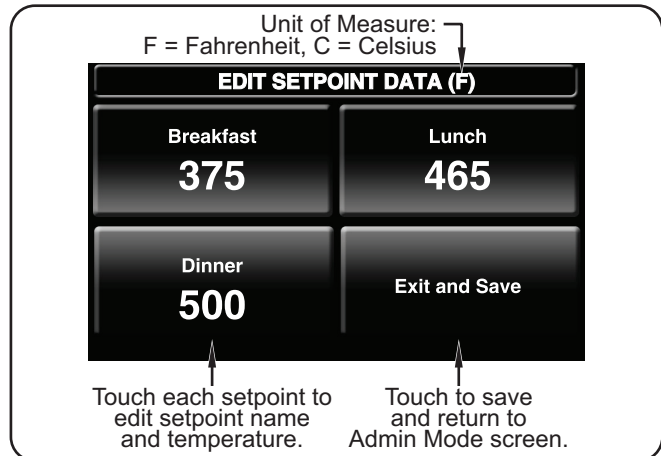 Unit of Measure:
F = Fahrenheit, C = Celsius
EDIT SETPOINT DATA (F)
Breakfast
375
Lunch
465
Dinner
500
Exit and Save
Touch each setpoint to
edit setpoint name
and temperature.
Touch to save
and return to
Admin Mode screen.